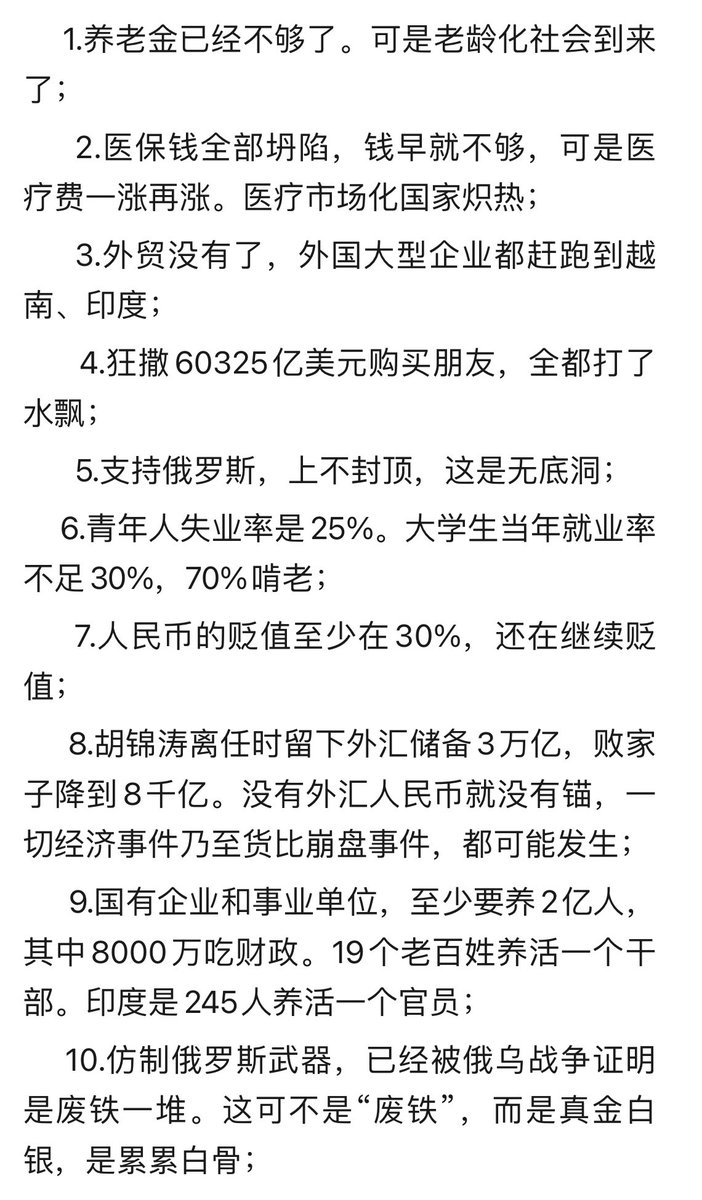 1.养老金已经不够了。可是老龄化社会到来
了；
2.医保钱全部坍陷，钱早就不够，可是医
疗费一涨再涨。医疗市场化国家炽热；
3.外贸没有了，外国大型企业都赶跑到越
南、印度；
4.狂撒60325亿美元购买朋友，全都打了
水飘；
5.支持俄罗斯，上不封顶，这是无底洞；
6.青年人失业率是25%。大学生当年就业率
不足30%，70%啃老；
7.人民币的贬值至少在30%，还在继续贬
值；
8.胡锦涛离任时留下外汇储备3万亿，败家
子降到8千亿。没有外汇人民币就没有锚，一
切经济事件乃至货比崩盘事件，都可能发生；
9.国有企业和事业单位，至少要养2亿人，
其中8000万吃财政。19个老百姓养活一个干
部。印度是245人养活一个官员；
10.仿制俄罗斯武器，已经被俄乌战争证明
是废铁一堆。这可不是“废铁”，而是真金白
银，是累累白骨；